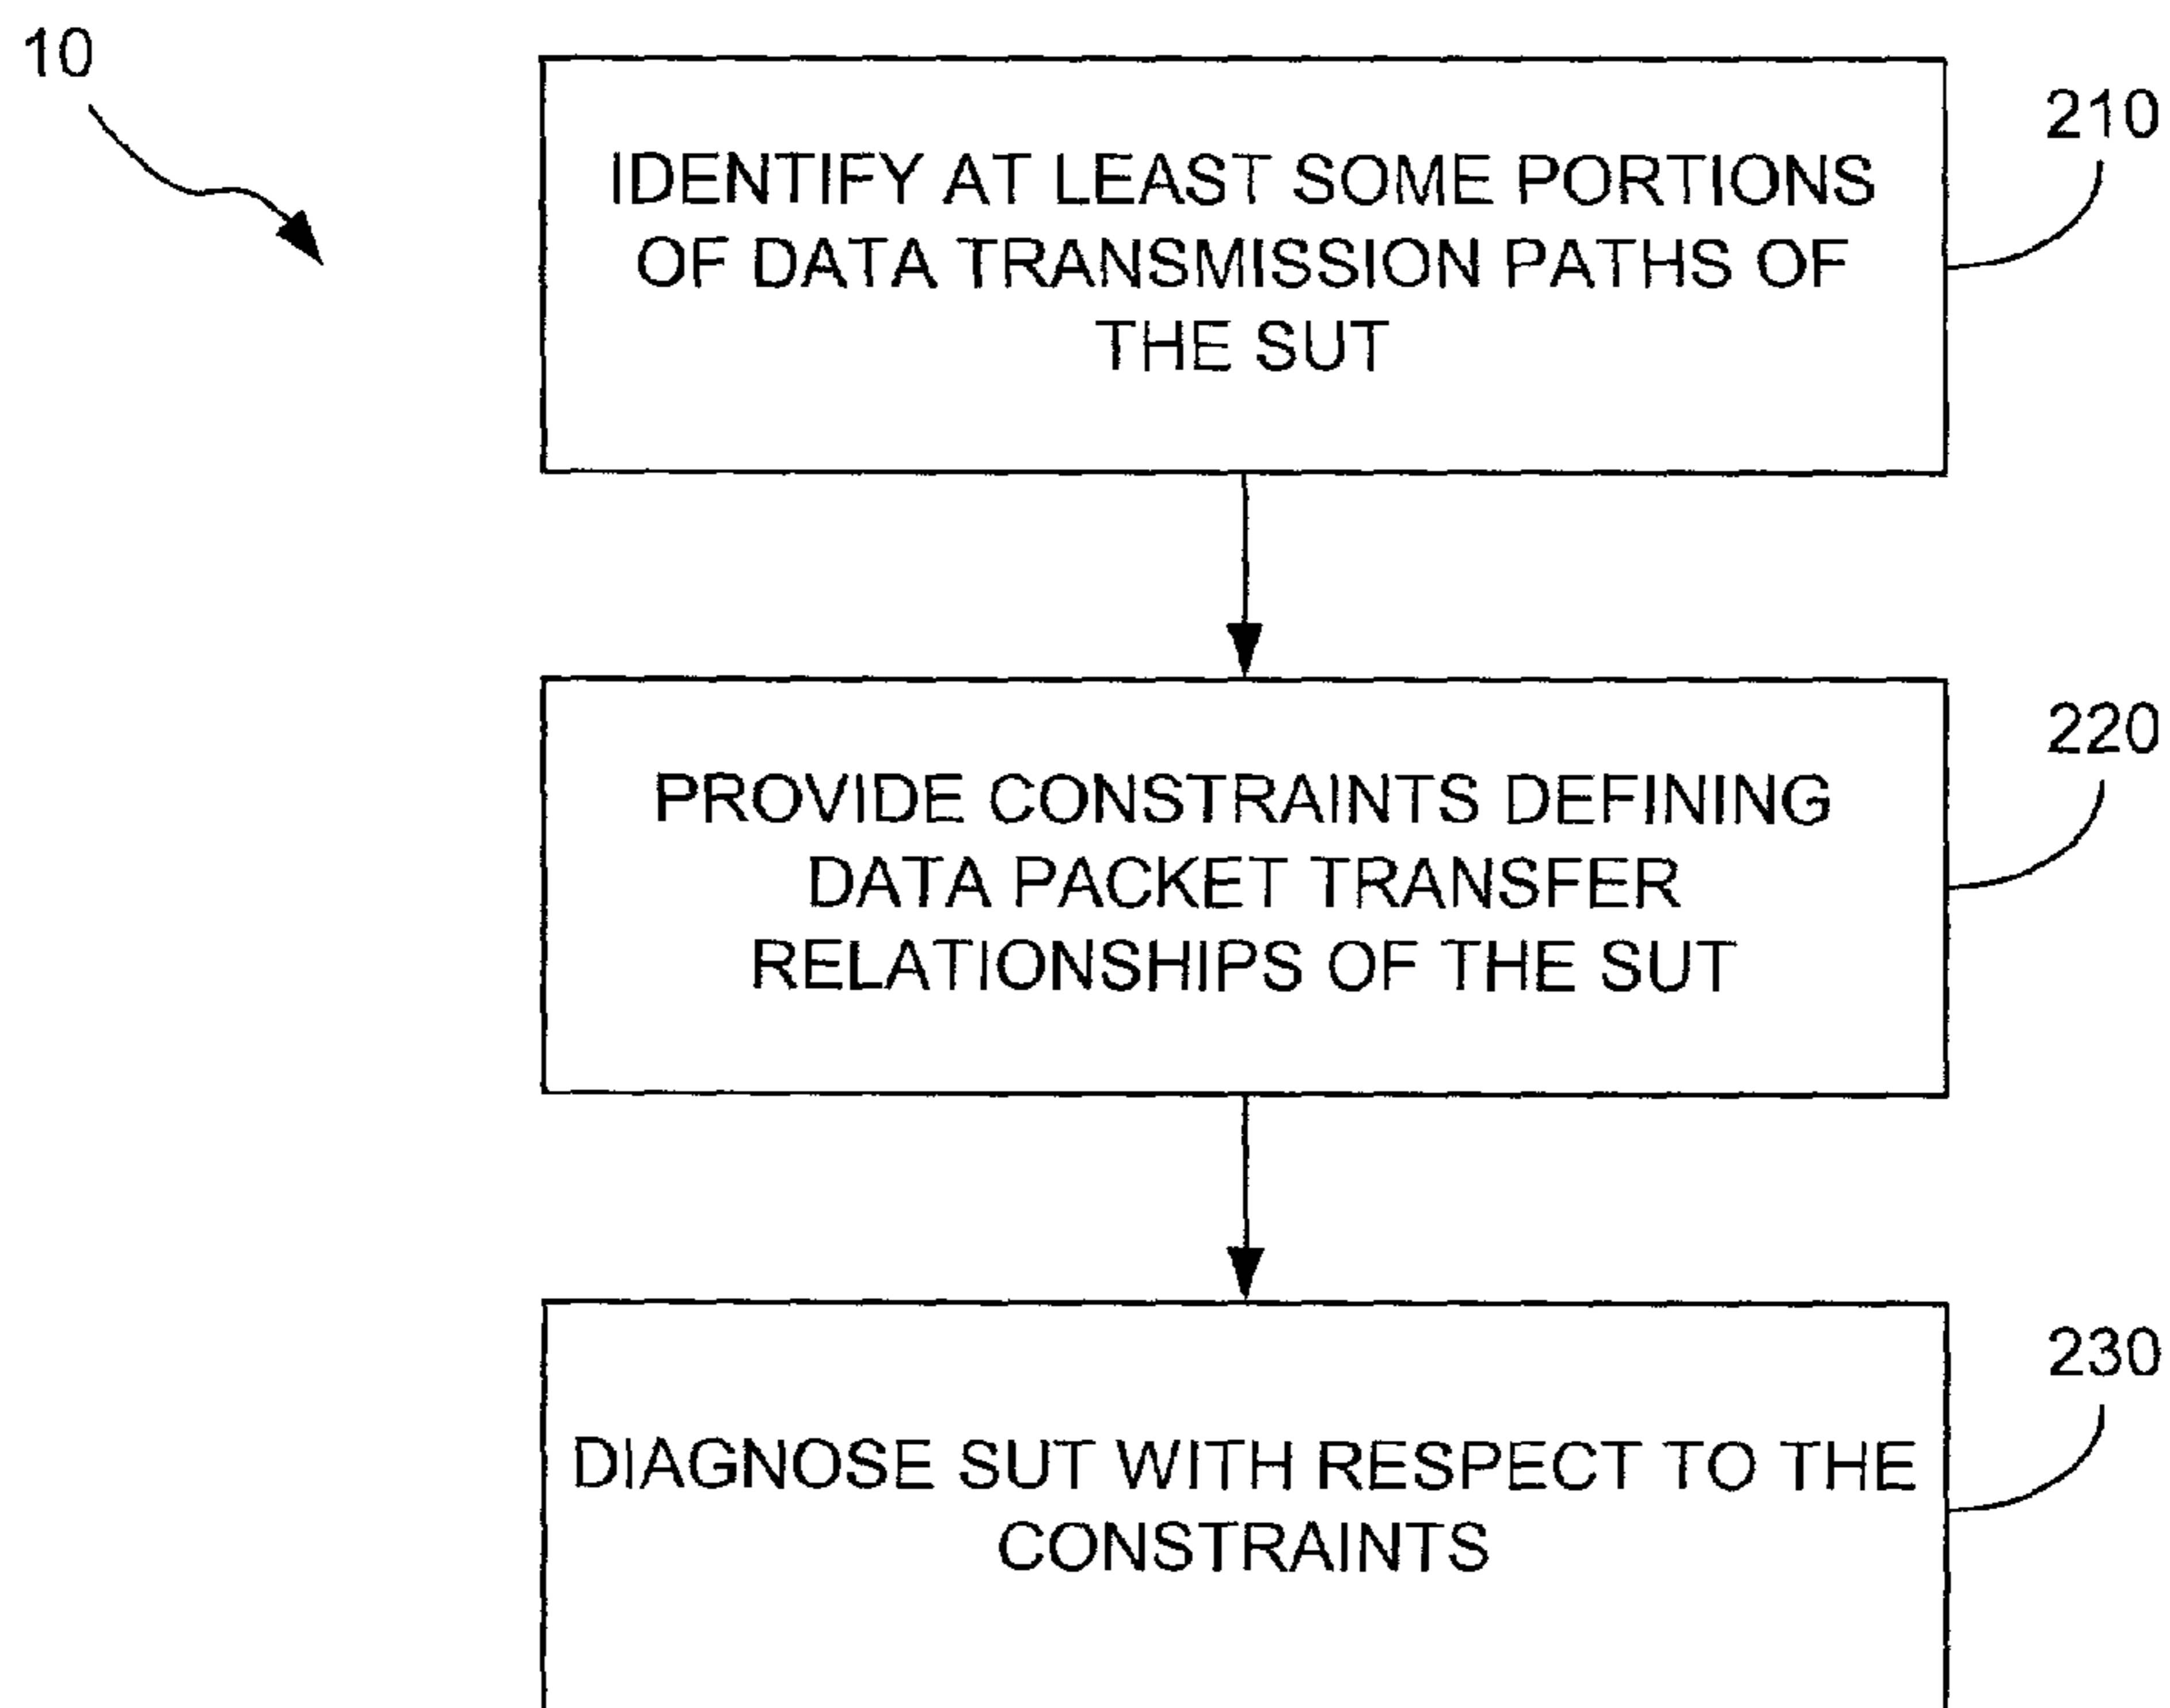 10
210
IDENTIFY AT LEAST SOME PORTIONS
OF DATA TRANSMISSION PATHS OF
THE SUT
220
PROVIDE CONSTRAINTS DEFINING
DATA PACKET TRANSFER
RELATIONSHIPS OF THE SUT
230
DIAGNOSE SUT WITH RESPECT TO THE
CONSTRAINTS